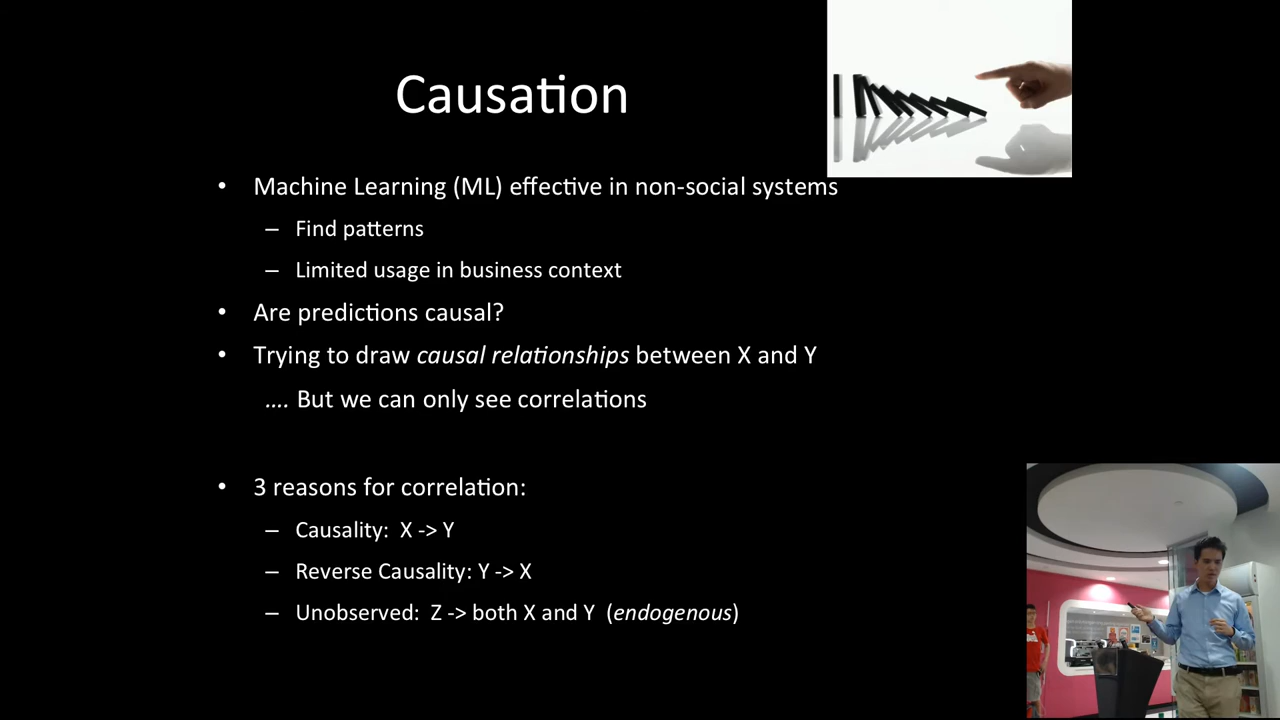 Causation
• Machine Learning (ML) effective in non-social systems
– Find patterns
– Limited usage in business context
• Are predictions causal?
• Trying to draw causal relationships between X and Y
.... But we can only see correlations
• 3 reasons for correlation:
– Causality: X -> Y
– Reverse Causality: Y -> X
– Unobserved: Z -> both X and Y (endogenous)